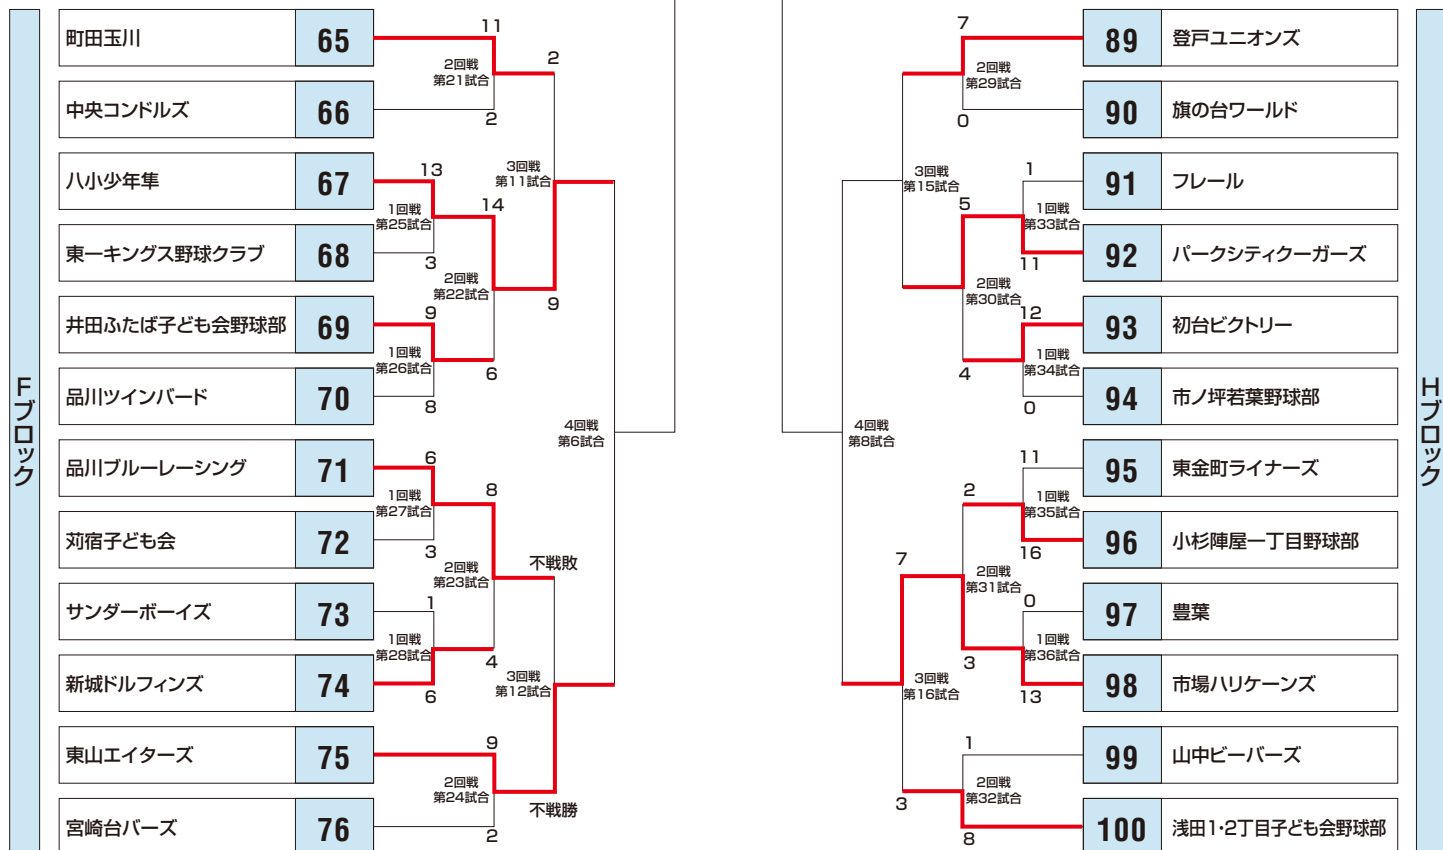 Fブロック
町田玉川 65
中央コンドルズ 66
八小少年隼 67
東一キングス野球クラブ 68
井田ふたば子ども会野球部 69
品川ツインバード 70
品川ブルーレーシング 71
苅宿子ども会 72
サンダーボーイズ 73
新城ドルフィンズ 74
東山エイターズ 75
宮崎台バーズ 76
11
2回戦
第21試合
2
13
1回戦
第25試合
3
14
2回戦
第22試合
6
9
1回戦
第26試合
8
2
3回戦
第11試合
9
6
1回戦
第27試合
3
8
2回戦
第23試合
4
1
1回戦
第28試合
6
不戦敗
3回戦
第12試合
不戦勝
9
2回戦
第24試合
2
4回戦
第6試合
Hブロック
89 登戸ユニオンズ
90 旗の台ワールド
91 フレール
92 パークシティクーガーズ
93 初台ビクトリー
94 市ノ坪若葉野球部
95 東金町ライナーズ
96 小杉陣屋一丁目野球部
97 豊葉
98 市場ハリケーンズ
99 山中ビーバーズ
100 浅田1・2丁目子ども会野球部
7
2回戦
第29試合
0
3回戦
第15試合
1
1回戦
第33試合
11
5
2回戦
第30試合
4
12
1回戦
第34試合
0
4回戦
第8試合
11
1回戦
第35試合
16
2
2回戦
第31試合
3
0
1回戦
第36試合
13
7
3回戦
第16試合
3
1
2回戦
第32試合
8